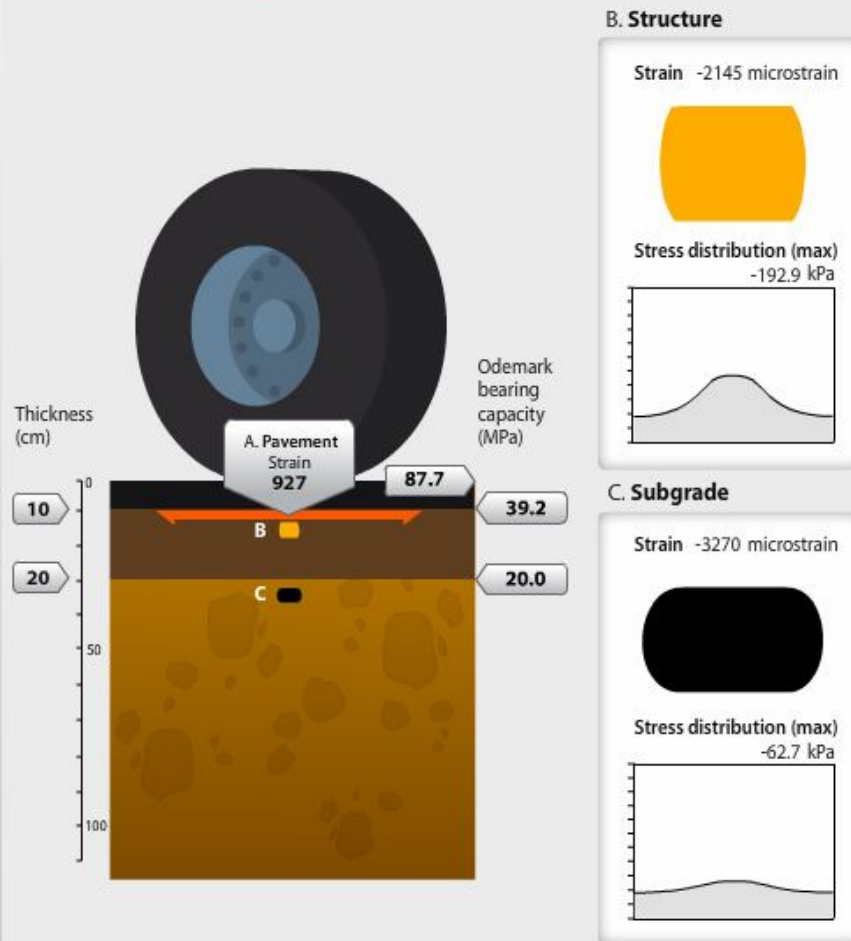 B. Structure
Strain -2145 microstrain
Stress distribution (max)
-192.9 kPa
Odemark
bearing
capacity
(MPa)
Thickness
(cm)
A. Pavement
Strain
927
0
87.7
10
39.2
B
20
20.0
C
50
100
C. Subgrade
Strain -3270 microstrain
Stress distribution (max)
-62.7 kPa